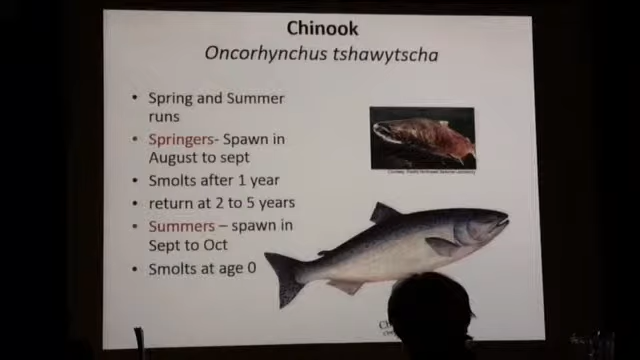 Chinook
Oncorhynchus tshawytscha
• Spring and Summer
runs
• Springers- Spawn in
August to sept
• Smolts after 1 year
• return at 2 to 5 years
• Summers – spawn in
Sept to Oct
• Smolts at age 0